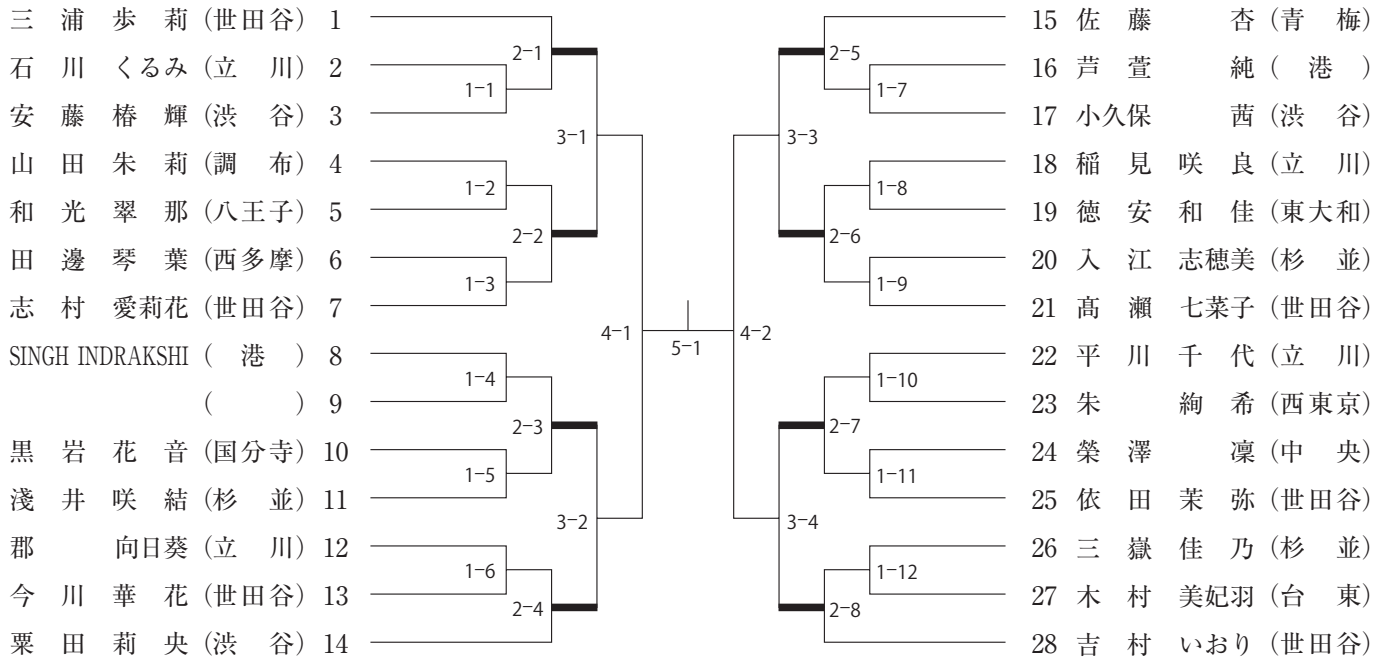 三浦歩莉(世田谷) 1
石川くるみ(立川) 2
安藤椿輝(渋谷) 3
山田朱莉(調布) 4
和光翠那(八王子) 5
田邊琴葉(西多摩) 6
志村愛莉花(世田谷) 7
SINGH INDRAKSHI(港) 8
( ) 9
黒岩花音(国分寺) 10
淺井咲結(杉並) 11
郡向日葵(立川) 12
今川華花(世田谷) 13
粟田莉央(渋谷) 14
1-1
1-2
1-3
1-4
1-5
1-6
2-1
2-2
2-3
2-4
3-1
3-2
4-1
5-1
4-2
3-3
3-4
2-5
2-6
2-7
2-8
1-7
1-8
1-9
1-10
1-11
1-12
15 佐藤杏(青梅)
16 芦萱純(港)
17 小久保茜(渋谷)
18 稲見咲良(立川)
19 徳安和佳(東大和)
20 入江志穂美(杉並)
21 髙瀨七菜子(世田谷)
22 平川千代(立川)
23 朱絢希(西東京)
24 榮澤凜(中央)
25 依田茉弥(世田谷)
26 三嶽佳乃(杉並)
27 木村美妃羽(台東)
28 吉村いおり(世田谷)